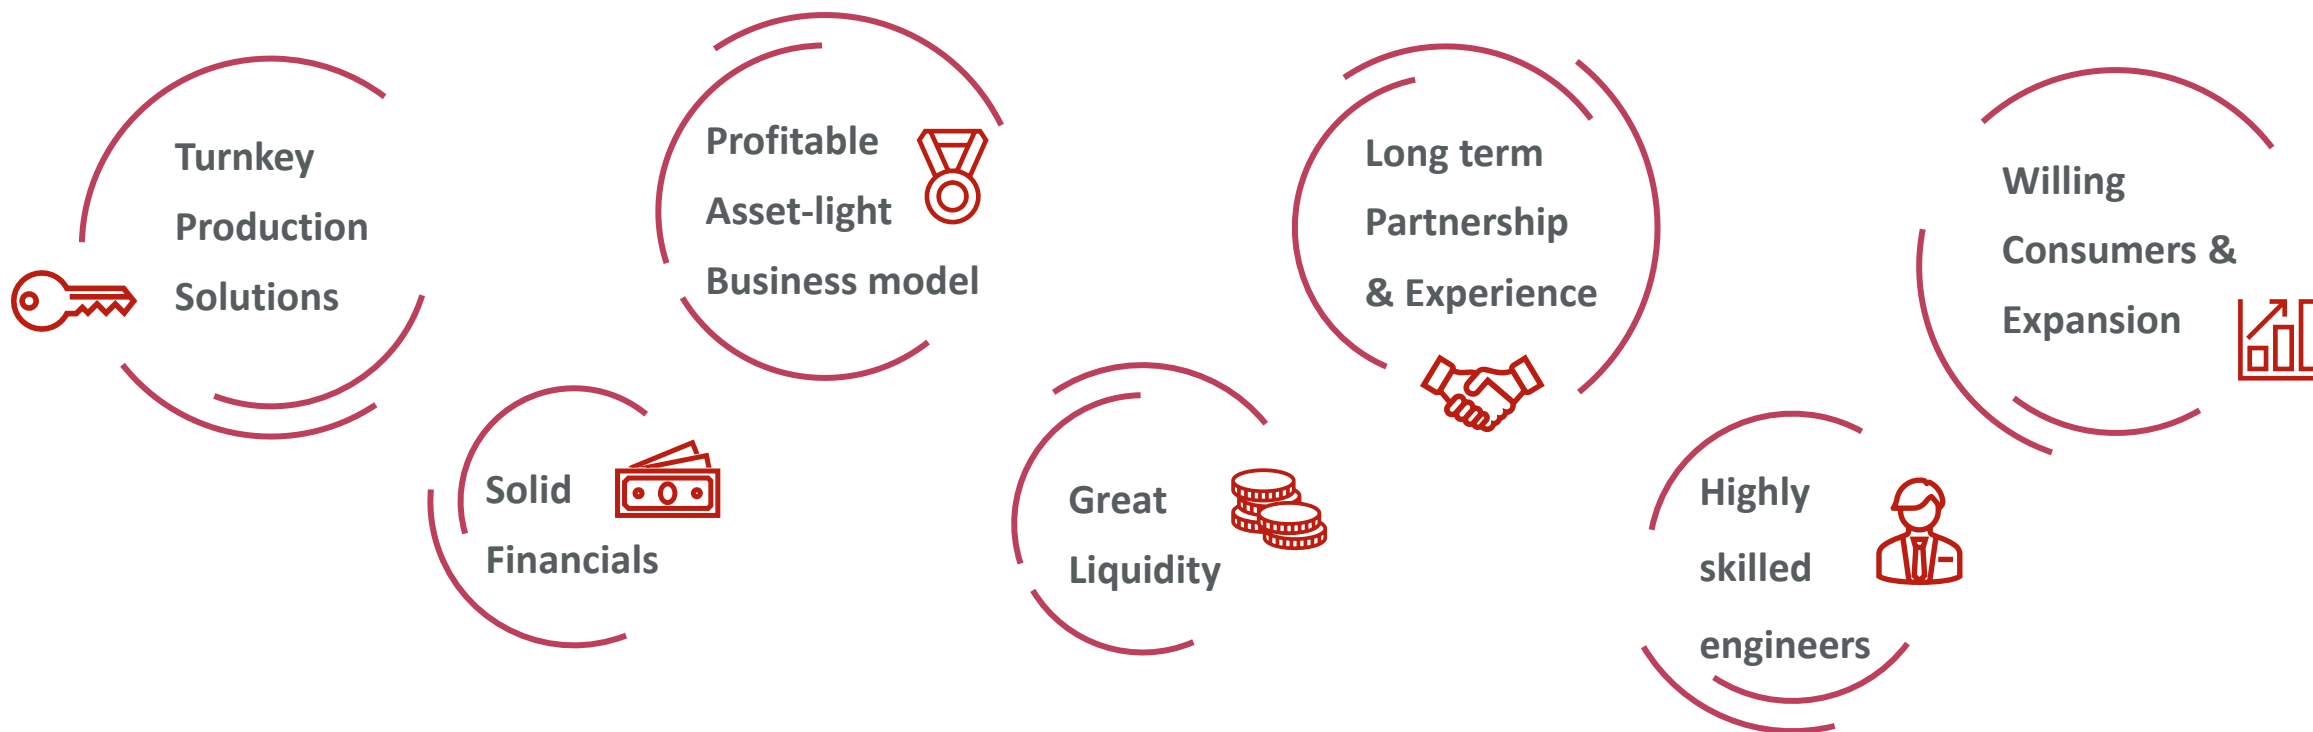 Turnkey
Production
Solutions
Solid
Financials
Profitable
Asset-light
Business model
Great
Liquidity
Long term
Partnership
& Experience
Highly
skilled
engineers
Willing
Consumers &
Expansion